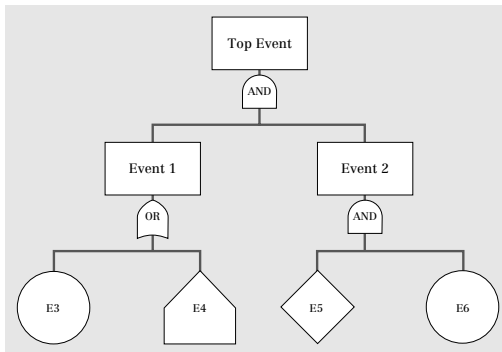 Top Event
AND
Event 1
Event 2
OR
AND
E3
E4
E5
E6